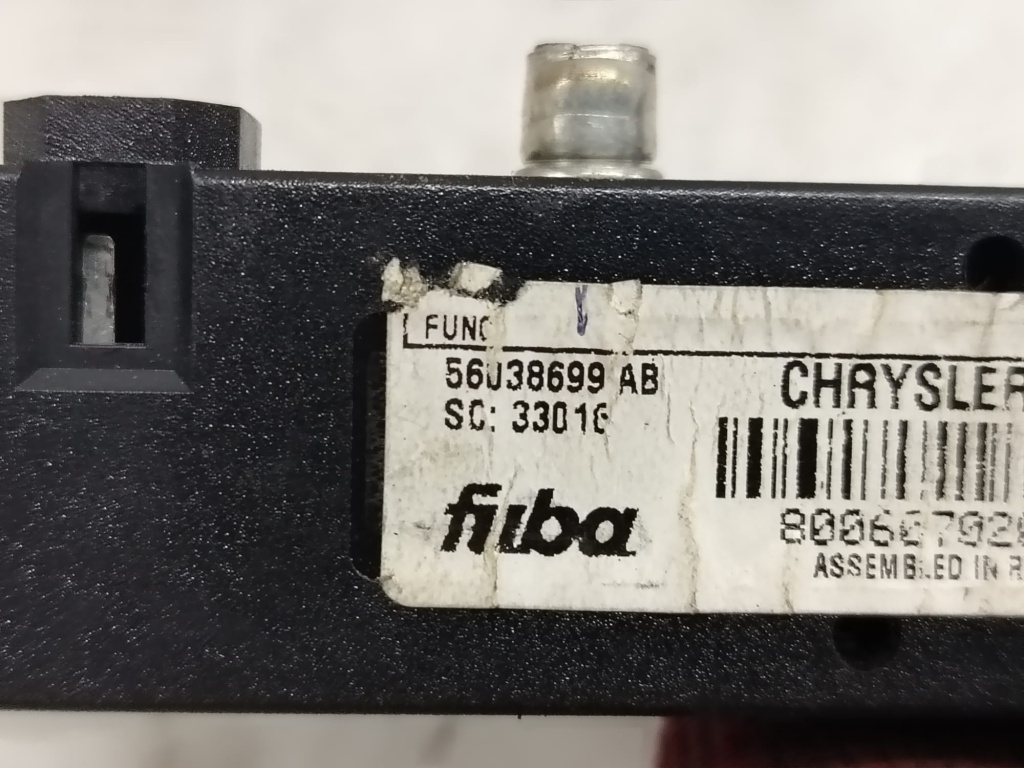 FUNC
56038699 AB
SC: 33016
fuba
CHRYSLER
ASSEMBLED IN